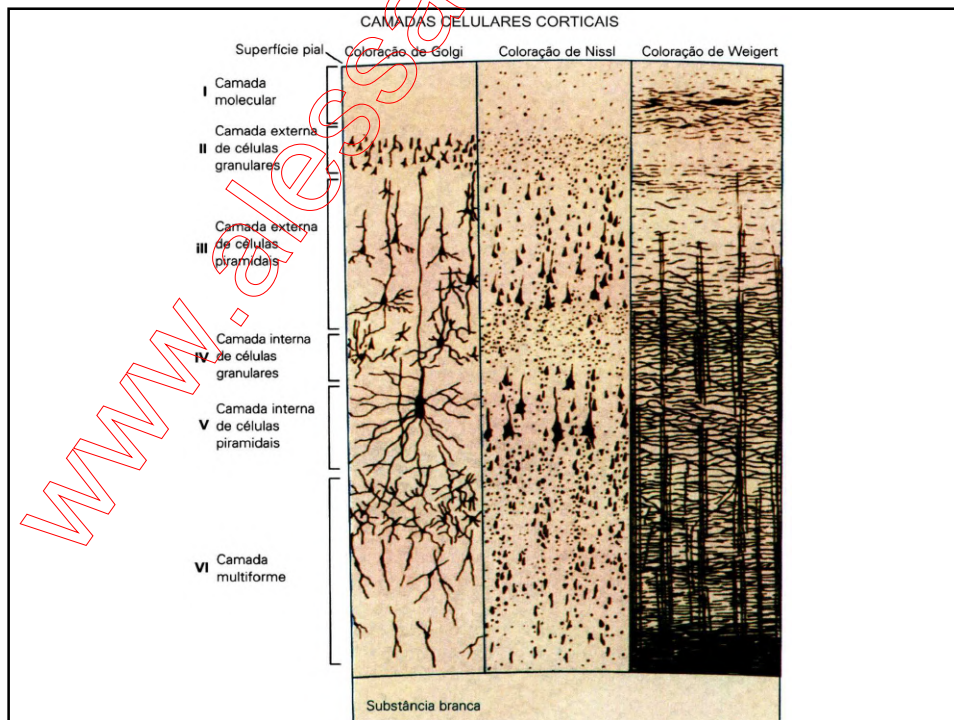 CAMADAS CELULARES CORTICAIS
Superfície pial
Coloração de Golgi
Coloração de Nissl
Coloração de Weigert
I Camada
molecular
Camada externa
II de células
granulares
Camada externa
III de células
piramidais
Camada interna
IV de células
granulares
Camada interna
V de células
piramidais
VI Camada
multiforme
Substância branca
www.alessa